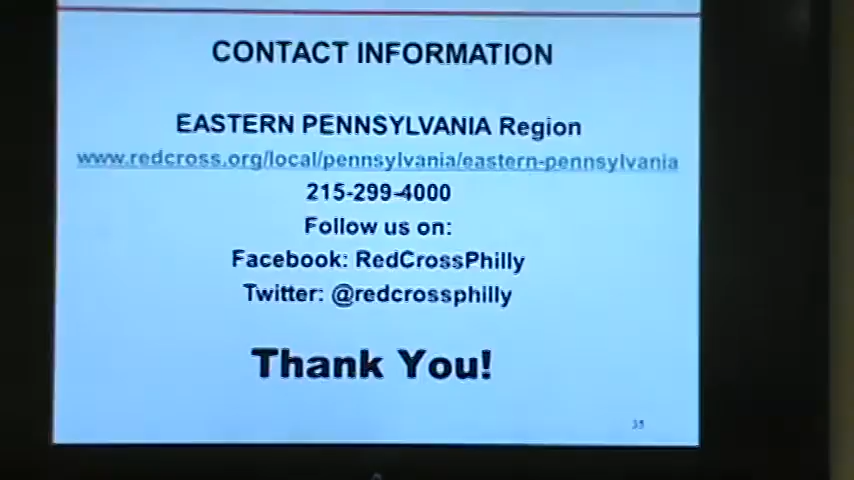 CONTACT INFORMATION
EASTERN PENNSYLVANIA Region
www.redcross.org/local/pennsylvania/eastern-pennsylvania
215-299-4000
Follow us on:
Facebook: RedCrossPhilly
Twitter: @redcrossphilly
Thank You!
35